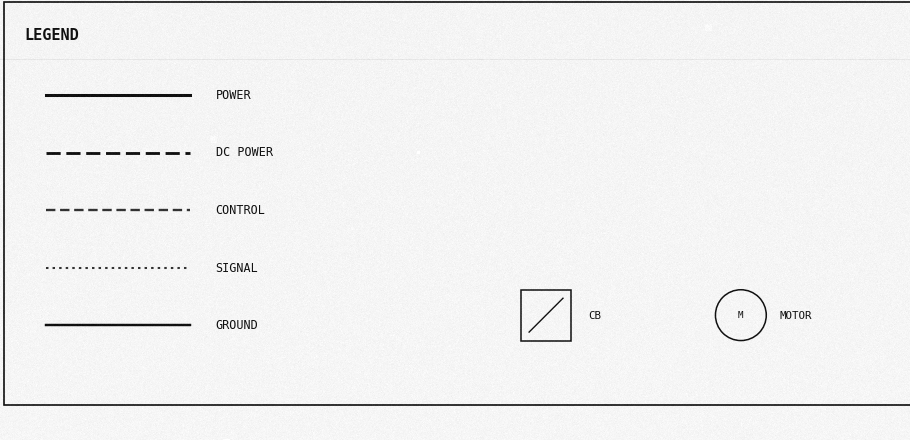 LEGEND
POWER
DC POWER
CONTROL
SIGNAL
GROUND
CB
M
MOTOR